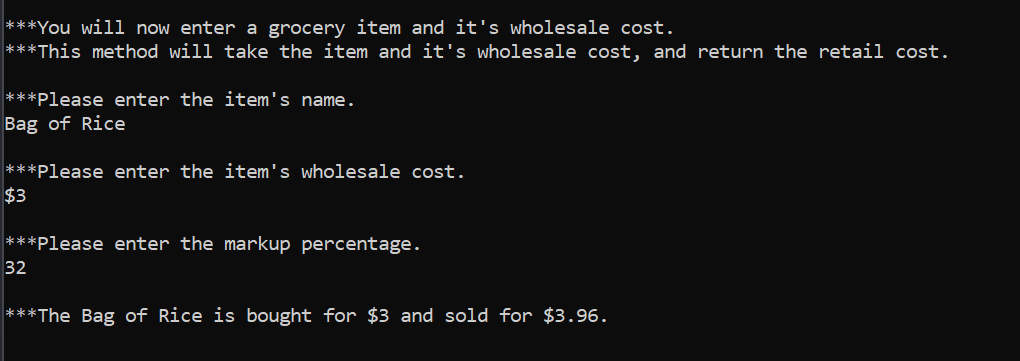 ***You will now enter a grocery item and it's wholesale cost.
***This method will take the item and it's wholesale cost, and return the retail cost.
***Please enter the item's name.
Bag of Rice
***Please enter the item's wholesale cost.
$3
***Please enter the markup percentage.
32
***The Bag of Rice is bought for $3 and sold for $3.96.